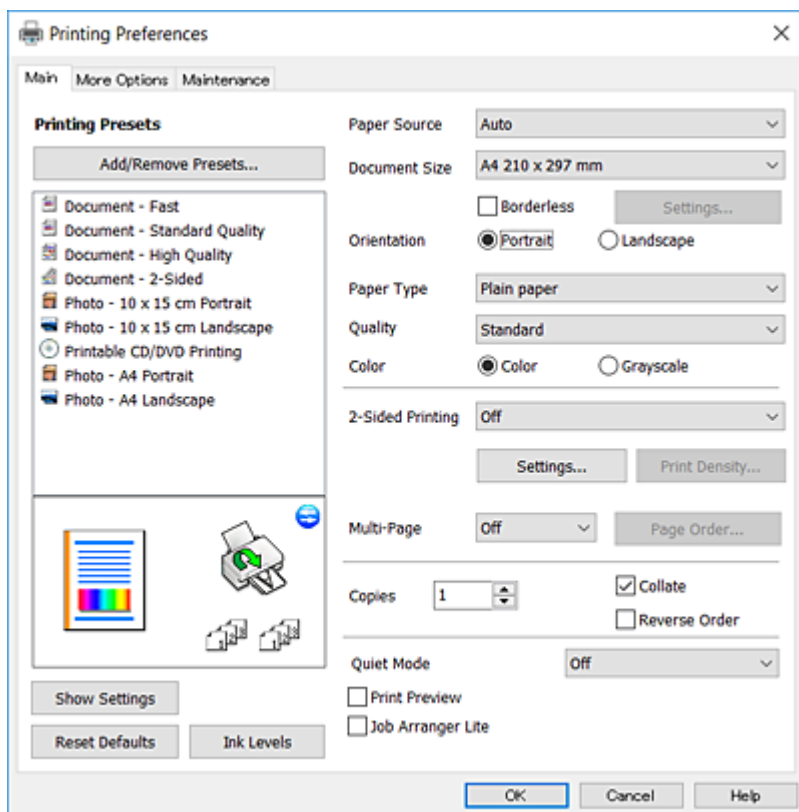 Printing Preferences
Main More Options Maintenance
Printing Presets
Add/Remove Presets...
Document - Fast
Document - Standard Quality
Document - High Quality
Document - 2-Sided
Photo - 10 x 15 cm Portrait
Photo - 10 x 15 cm Landscape
Printable CD/DVD Printing
Photo - A4 Portrait
Photo - A4 Landscape
Show Settings
Reset Defaults Ink Levels
Paper Source Auto
Document Size A4 210 x 297 mm
Borderless Settings...
Orientation Portrait Landscape
Paper Type Plain paper
Quality Standard
Color Color Grayscale
2-Sided Printing Off
Settings... Print Density...
Multi-Page Off Page Order...
Copies 1 Collate
Reverse Order
Quiet Mode Off
Print Preview
Job Arranger Lite
OK Cancel Help